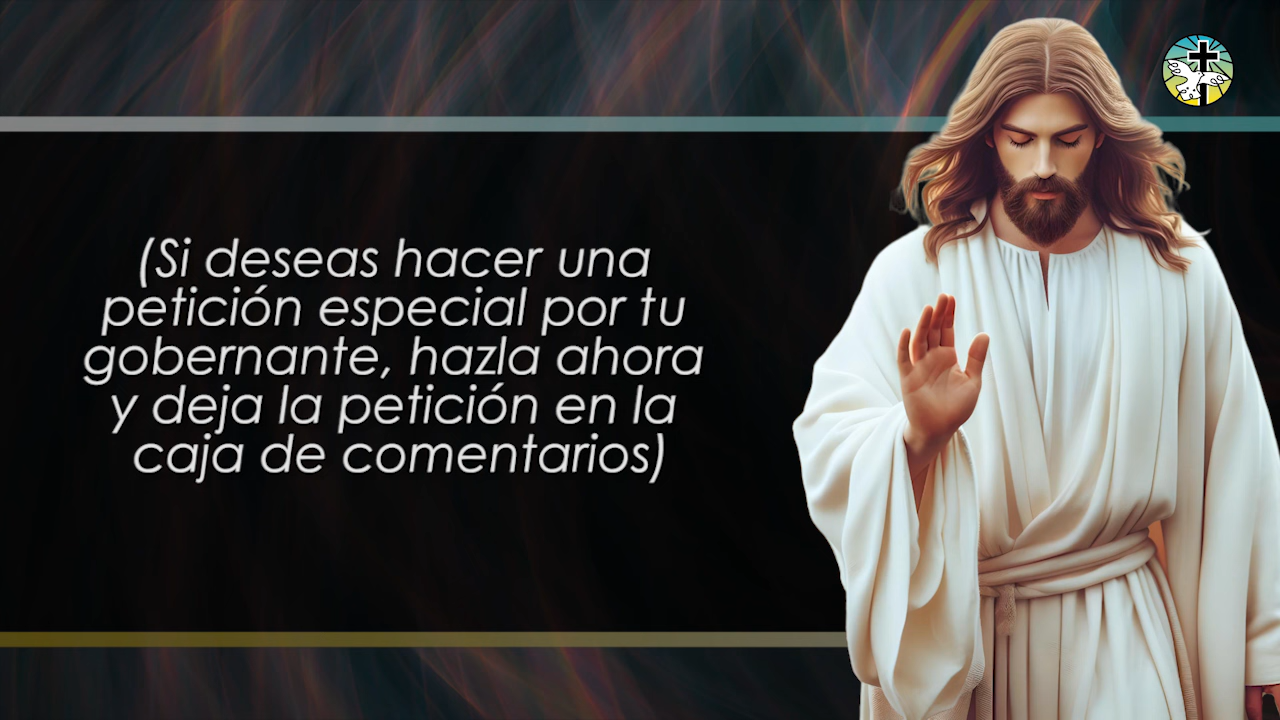 (Si deseas hacer una
petición especial por tu
gobernante, hazla ahora
y deja la petición en la
caja de comentarios)